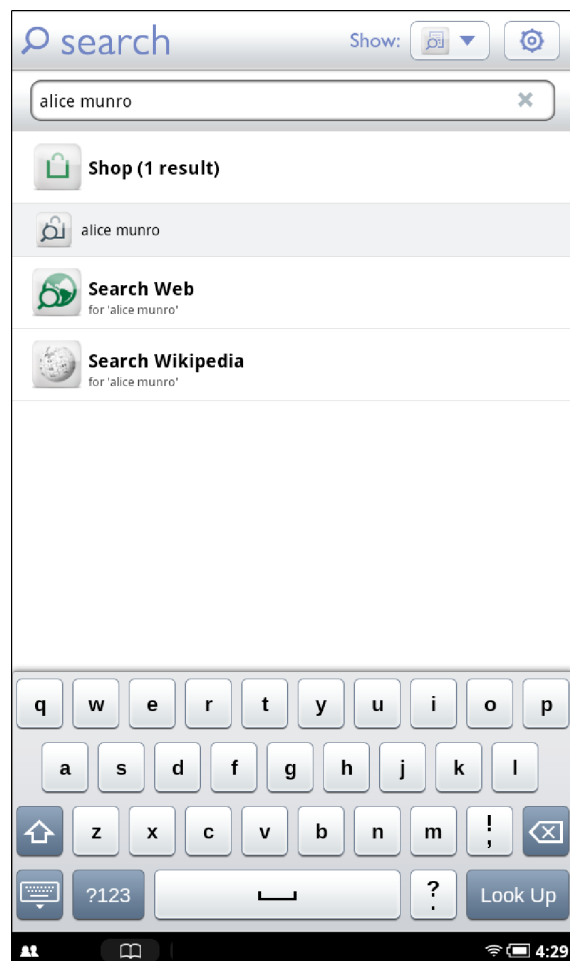 search Show:
alice munro
Shop (1 result)
alice munro
Search Web
for 'alice munro'
Search Wikipedia
for 'alice munro'
q w e r t y u i o p
a s d f g h j k l
z x c v b n m ! ,
?123 ? . Look Up
4:29